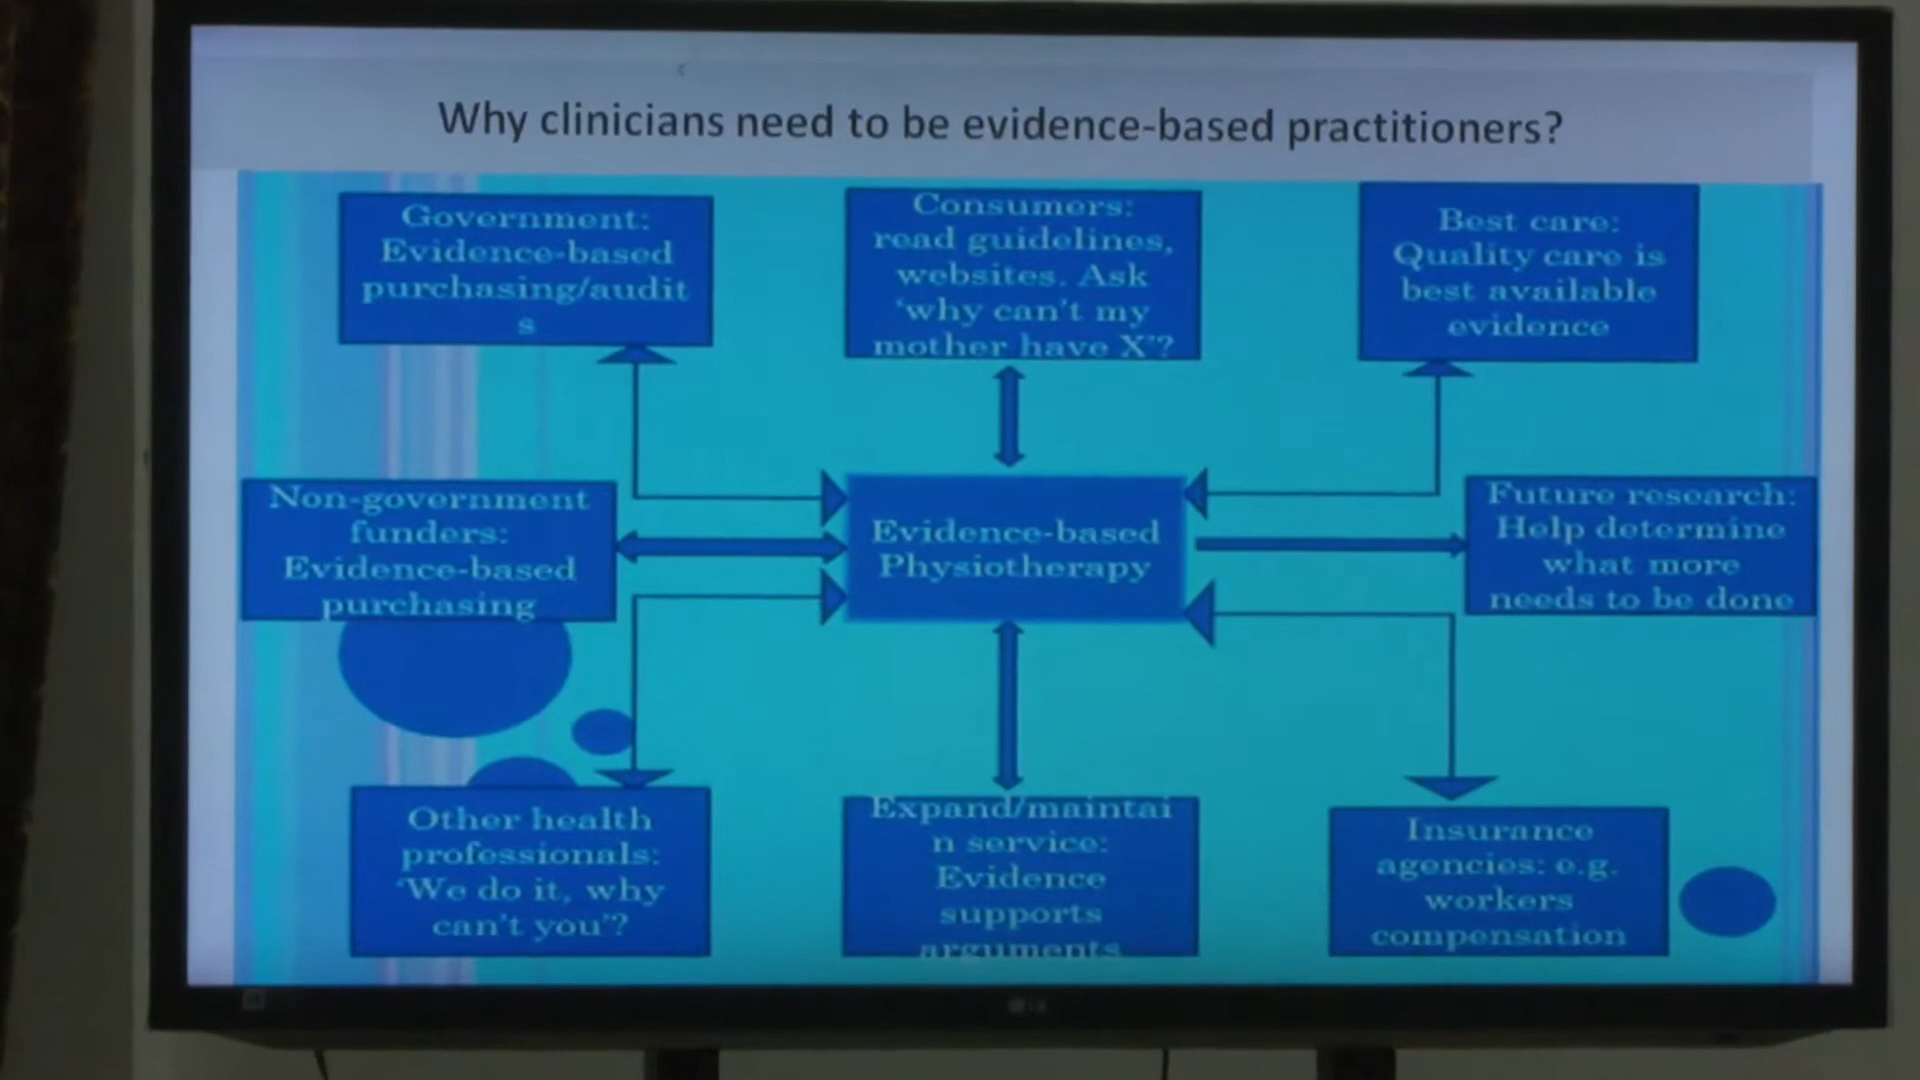 Why clinicians need to be evidence-based practitioners?
Government:
Evidence-based
purchasing/audit
s
Consumers:
read guidelines,
websites. Ask
‘why can’t my
mother have X’?
Best care:
Quality care is
best available
evidence
Non-government
funders:
Evidence-based
purchasing
Evidence-based
Physiotherapy
Future research:
Help determine
what more
needs to be done
Other health
professionals:
‘We do it, why
can’t you’?
Expand/maintai
n service:
Evidence
supports
arguments
Insurance
agencies: e.g.
workers
compensation